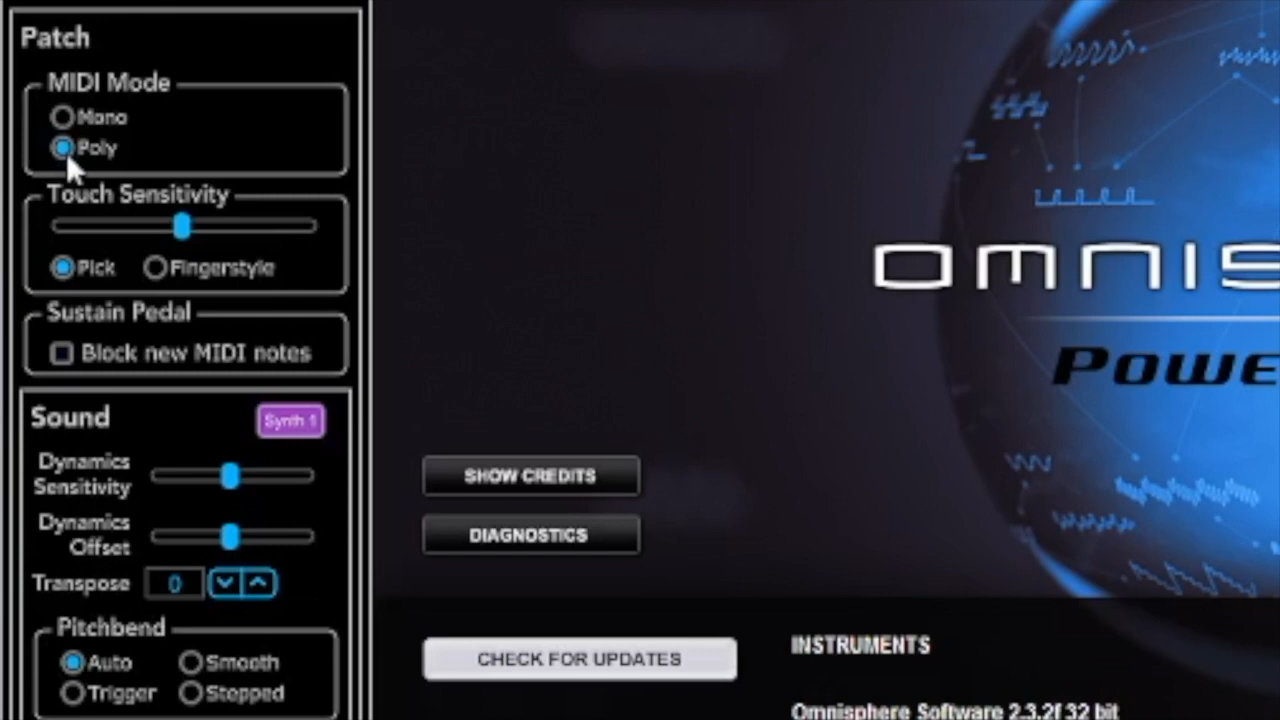 Patch
MIDI Mode
Mono
Poly
Touch Sensitivity
Pick Fingerstyle
Sustain Pedal
Block new MIDI notes
Sound Synth 1
Dynamics
Sensitivity
Dynamics
Offset
Transpose 0
Pitchbend
Auto Smooth
Trigger Stepped
OMNIS
POWE
SHOW CREDITS
DIAGNOSTICS
CHECK FOR UPDATES
INSTRUMENTS
Omnisphere Software 2.3.2f 32 bit